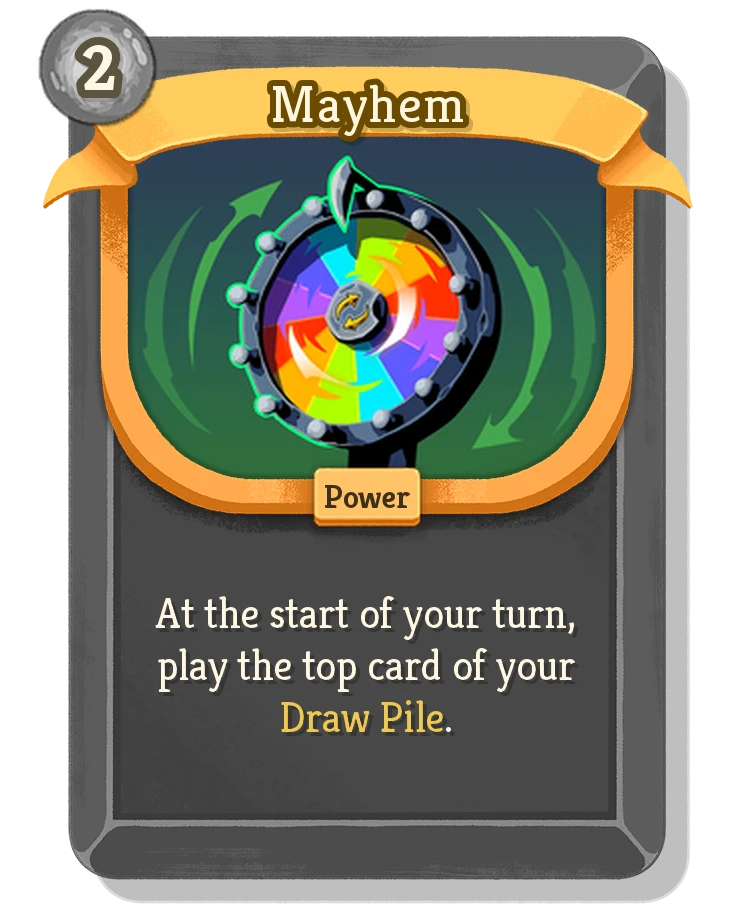 2
Mayhem
Power
At the start of your turn,
play the top card of your
Draw Pile.